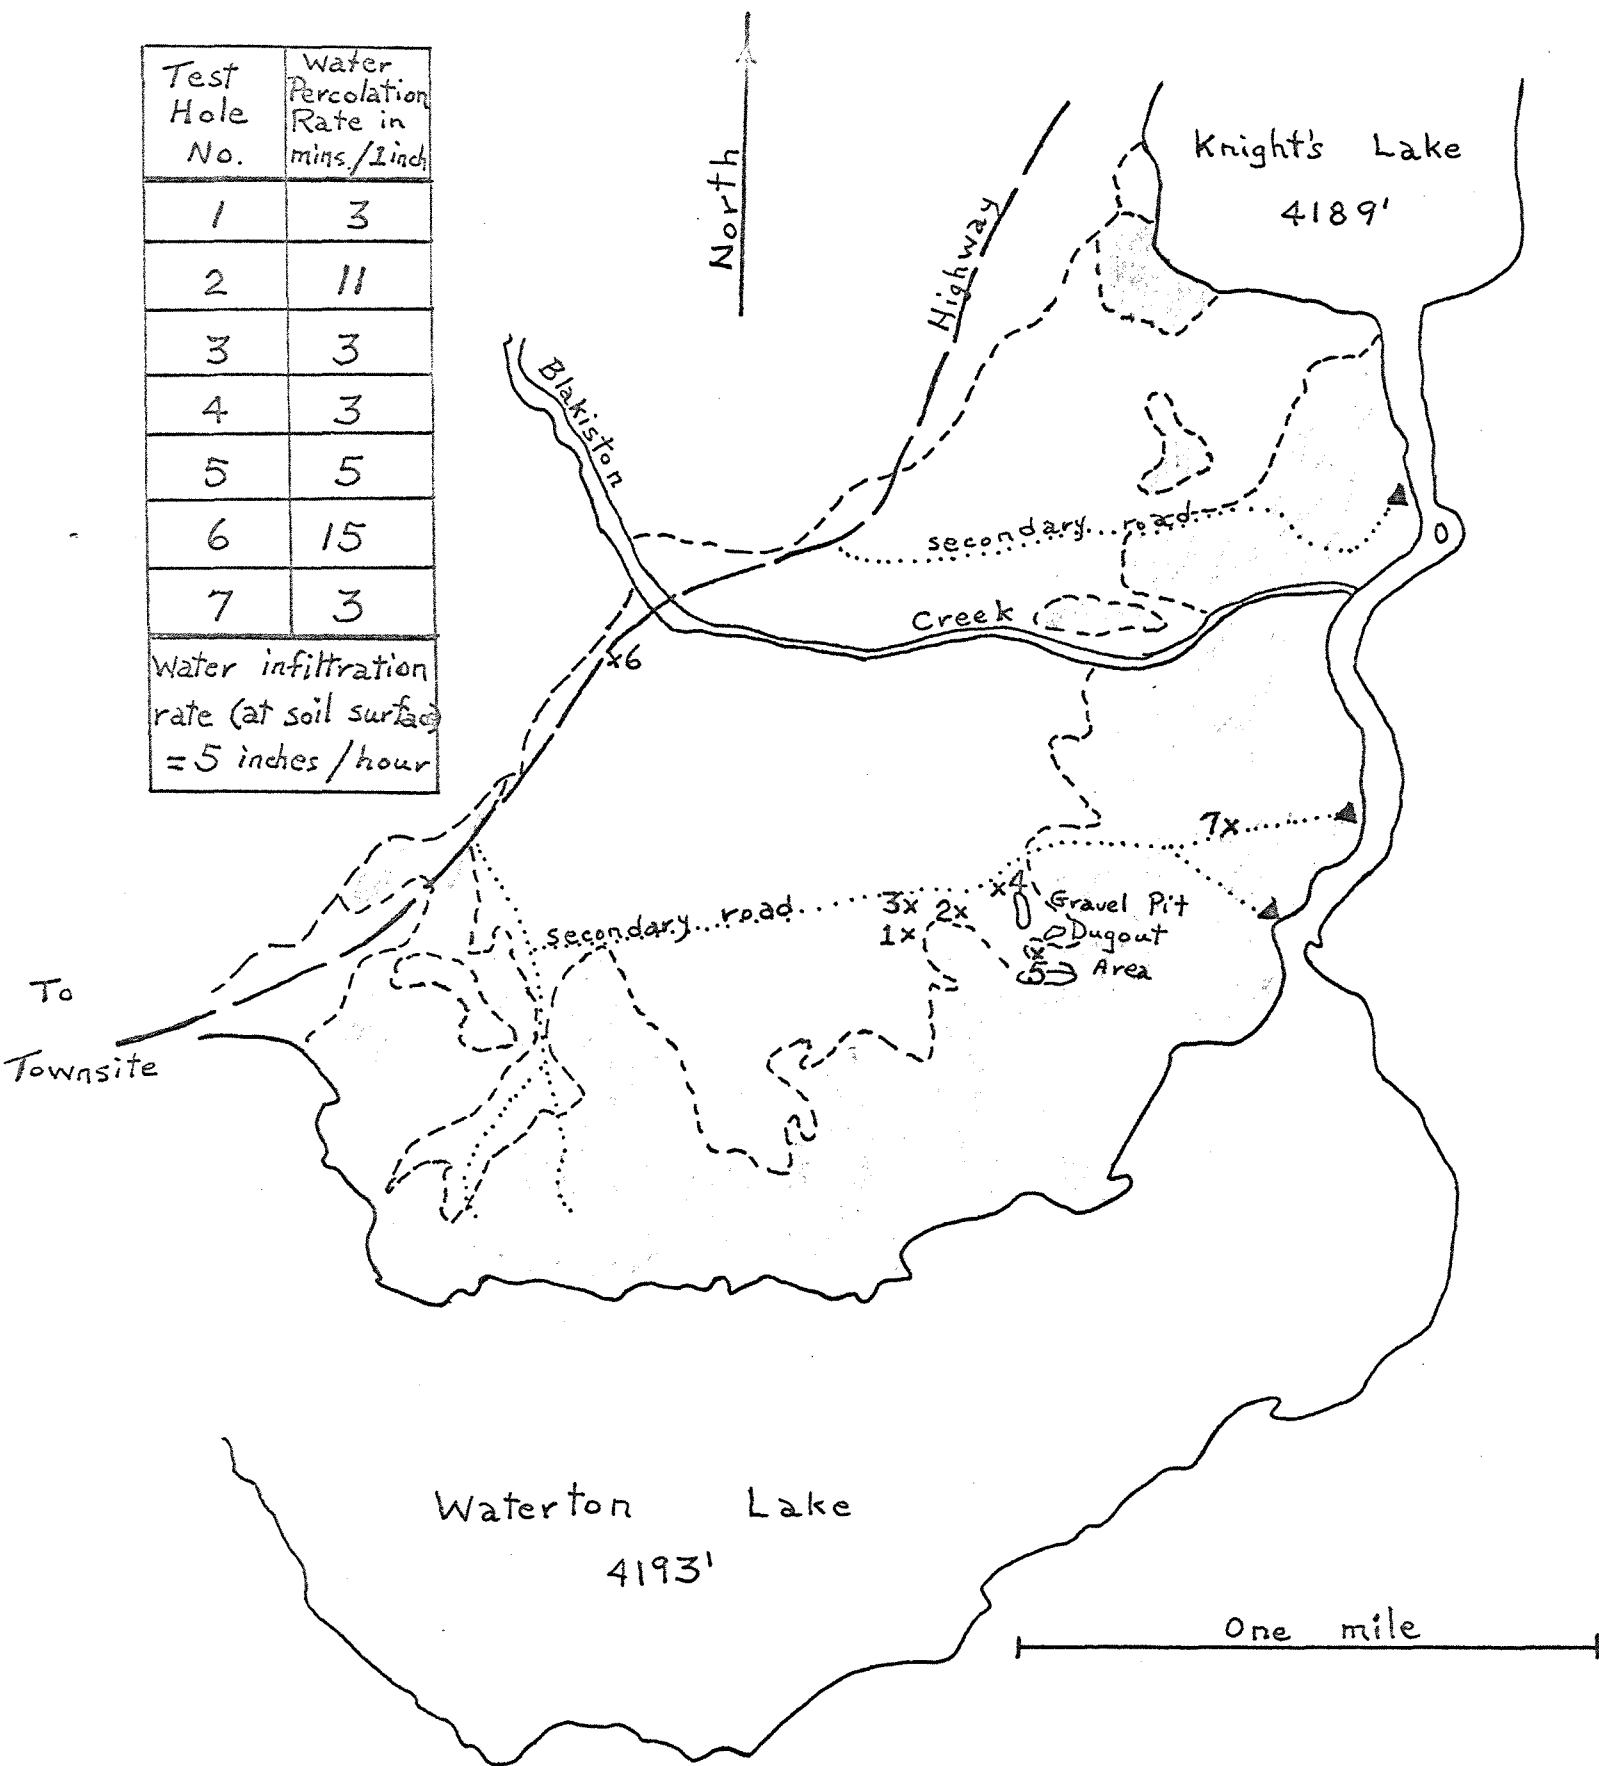 Test Hole No.
Water Percolation Rate in mins./1 inch
1 3
2 11
3 3
4 3
5 5
6 15
7 3
Water infiltration
rate (at soil surface)
= 5 inches / hour
North
Highway
Knight's Lake
4189'
Blakiston
Creek
secondary road
x6
7x
secondary road
3x 2x
1x
x4
Gravel Pit
Dugout
Area
x
5
To
Townsite
Waterton Lake
4193'
One mile